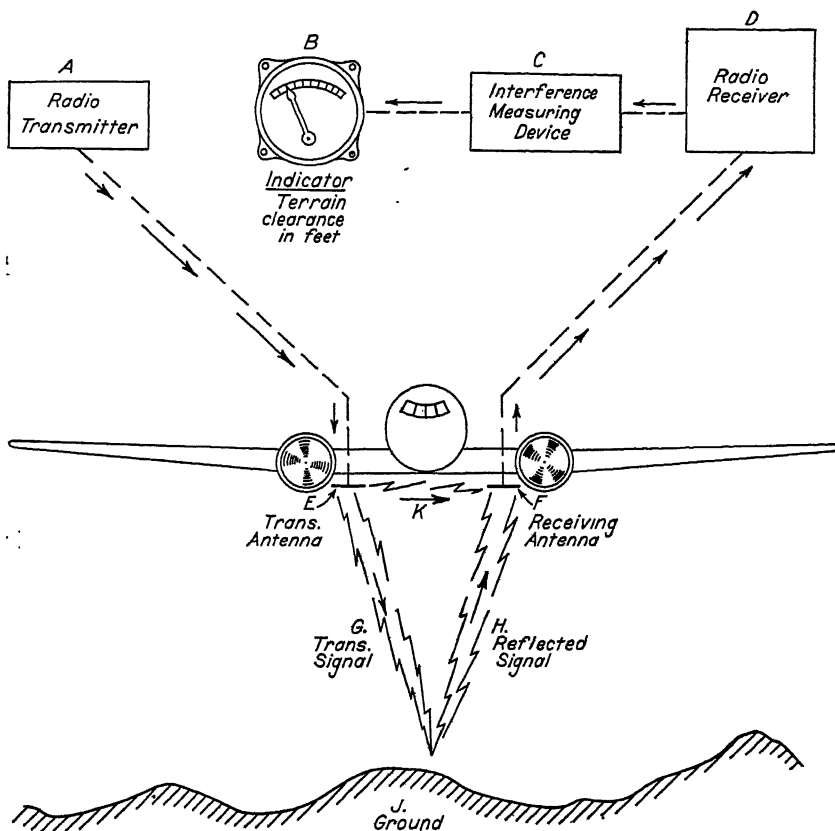 A
Radio
Transmitter
B
Indicator
Terrain
clearance
in feet
C
Interference
Measuring
Device
D
Radio
Receiver
E
Trans.
Antenna
K
F
Receiving
Antenna
G.
Trans.
Signal
H.
Reflected
Signal
J.
Ground